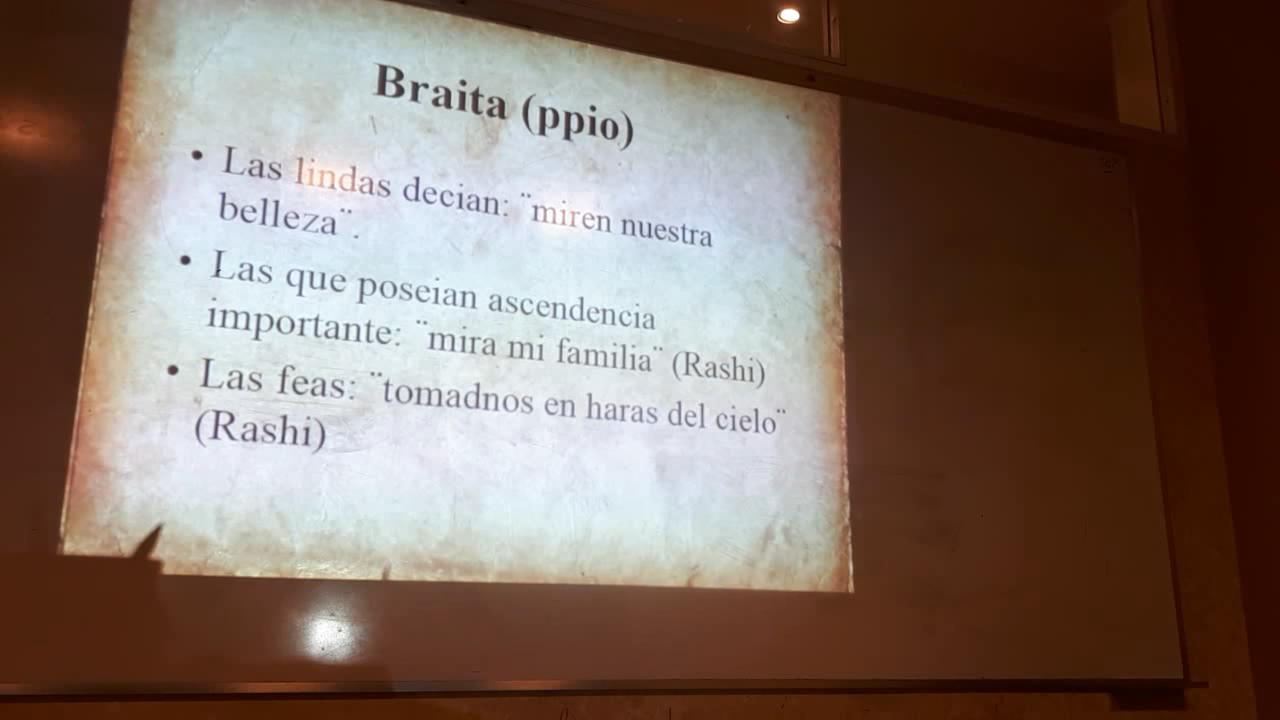 Braita (ppio)
• Las lindas decian: ¨miren nuestra
belleza¨.
• Las que poseian ascendencia
importante: ¨mira mi familia¨ (Rashi)
• Las feas: ¨tomadnos en haras del cielo¨
(Rashi)